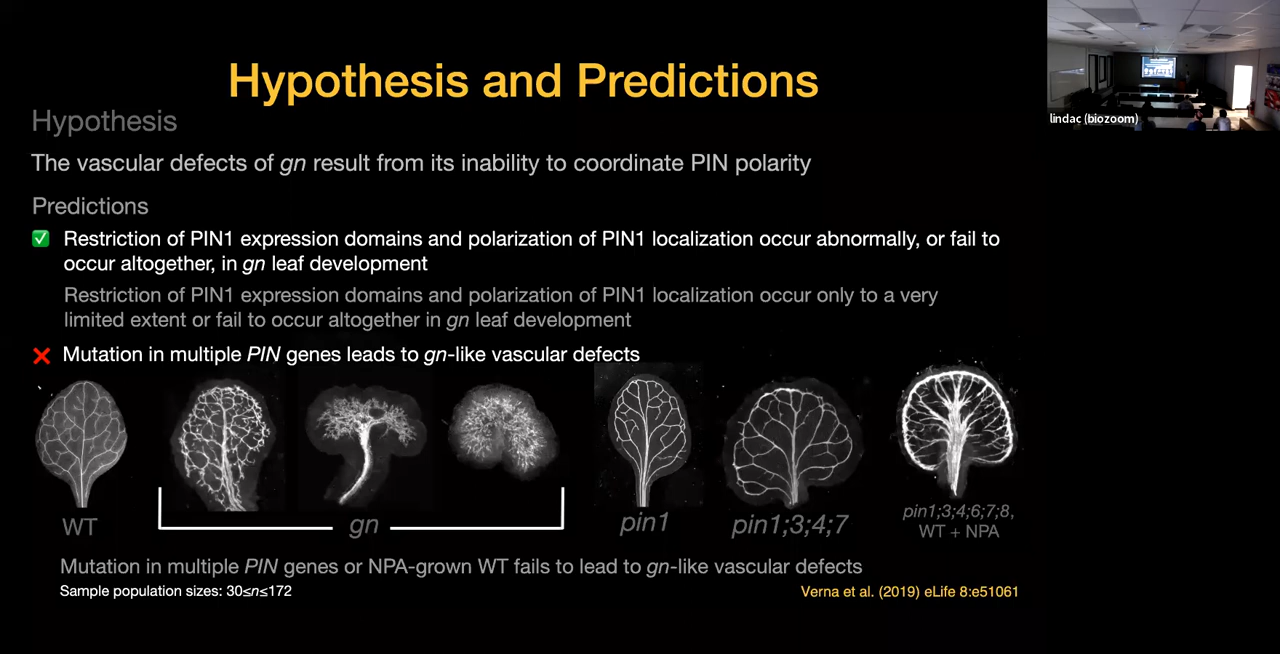 Hypothesis and Predictions
lindac (biozoom)
Hypothesis
The vascular defects of gn result from its inability to coordinate PIN polarity
Predictions
Restriction of PIN1 expression domains and polarization of PIN1 localization occur abnormally, or fail to
occur altogether, in gn leaf development
Restriction of PIN1 expression domains and polarization of PIN1 localization occur only to a very
limited extent or fail to occur altogether in gn leaf development
Mutation in multiple PIN genes leads to gn-like vascular defects
WT
gn
pin1
pin1;3;4;7
pin1;3;4;6;7;8,
WT + NPA
Mutation in multiple PIN genes or NPA-grown WT fails to lead to gn-like vascular defects
Sample population sizes: 30≤n≤172
Verna et al. (2019) eLife 8:e51061